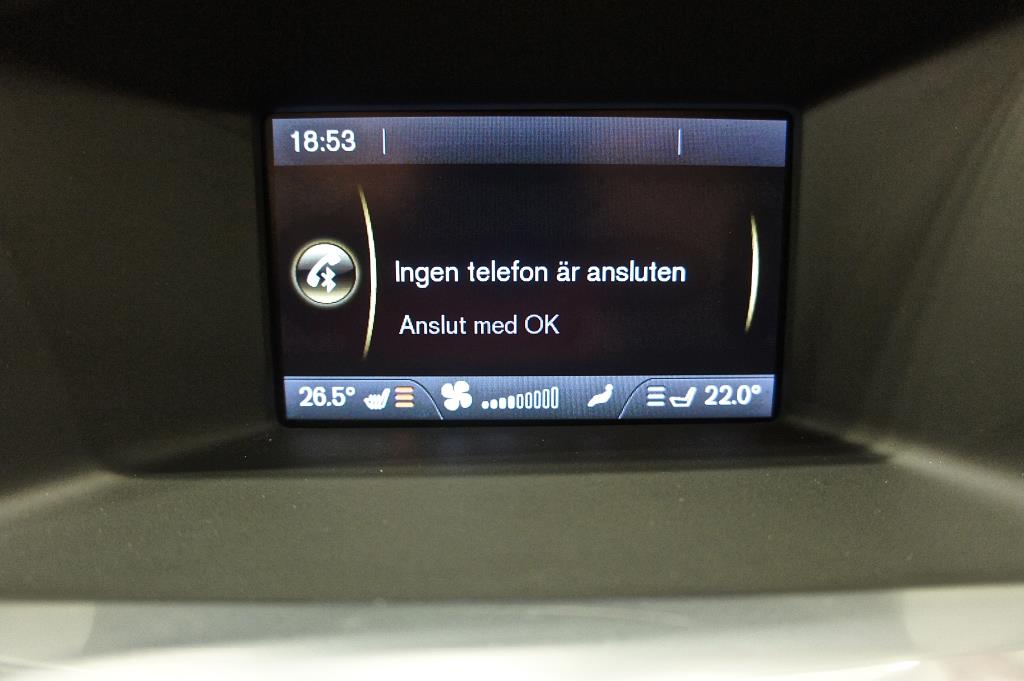 18:53
Ingen telefon är ansluten
Anslut med OK
26.5° 22.0°